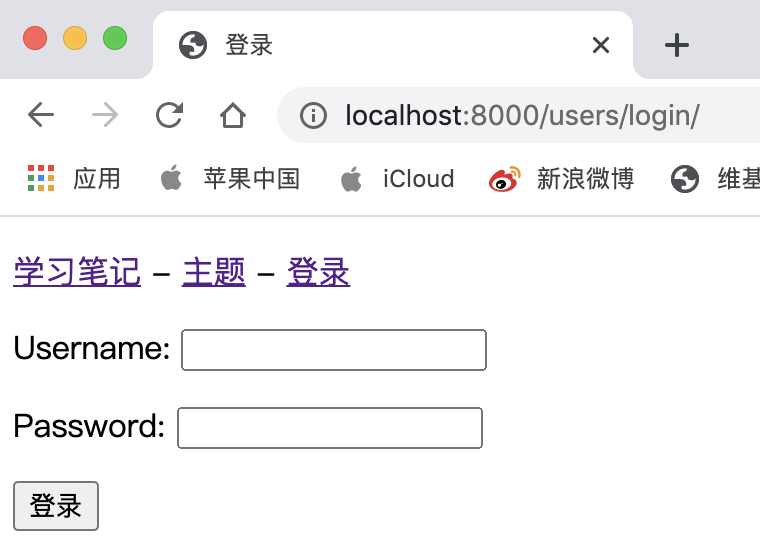 登录
localhost:8000/users/login/
应用 苹果中国 iCloud 新浪微博 维基
学习笔记 – 主题 – 登录
Username:
Password:
登录